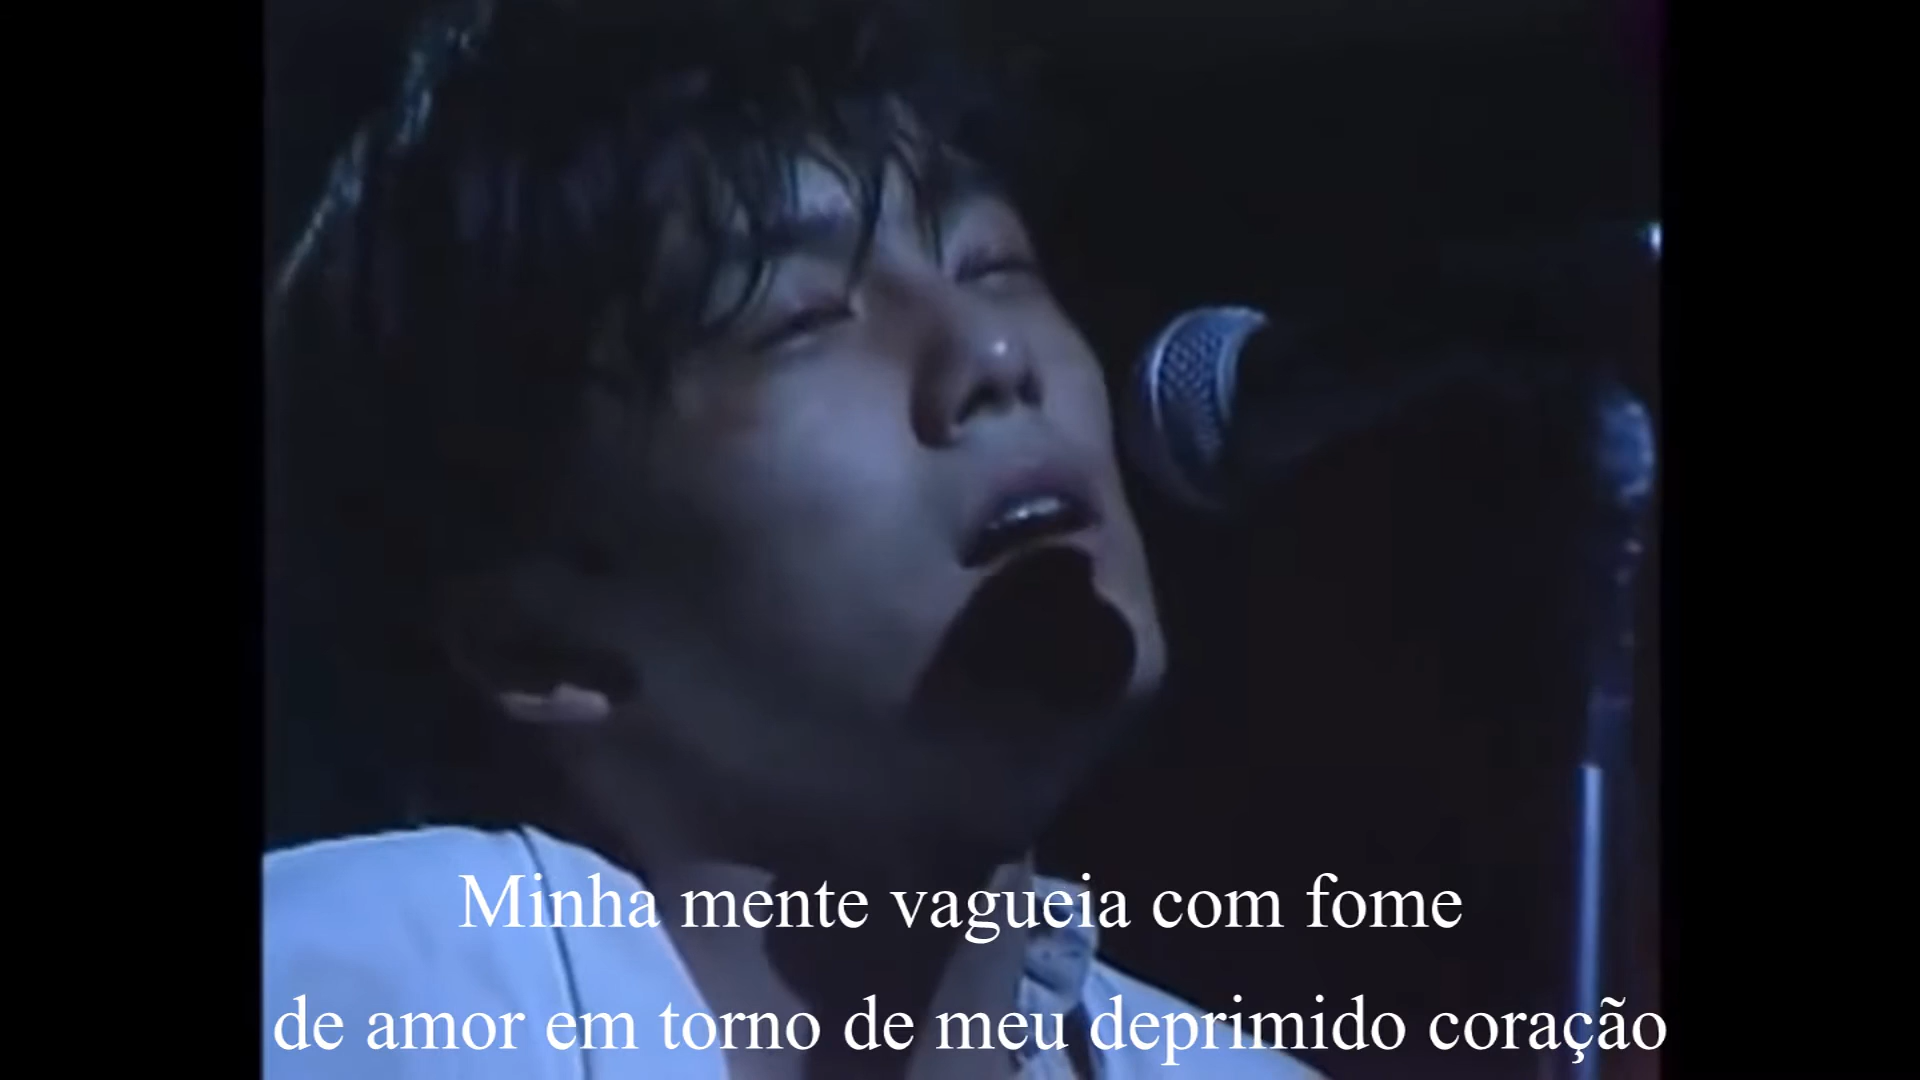 Minha mente vagueia com fome
de amor em torno de meu deprimido coração